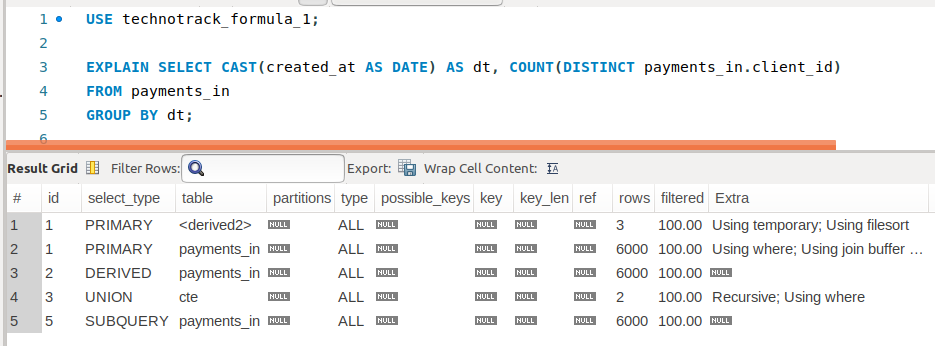 1 USE technotrack_formula_1;
2
3 EXPLAIN SELECT CAST(created_at AS DATE) AS dt, COUNT(DISTINCT payments_in.client_id)
4 FROM payments_in
5 GROUP BY dt;
6
Result Grid Filter Rows: Export: Wrap Cell Content: IA
# id select_type table partitions type possible_keys key key_len ref rows filtered Extra
1 1 PRIMARY <derived2> NULL ALL NULL NULL NULL NULL 3 100.00 Using temporary; Using filesort
2 1 PRIMARY payments_in NULL ALL NULL NULL NULL NULL 6000 100.00 Using where; Using join buffer ...
3 2 DERIVED payments_in NULL ALL NULL NULL NULL NULL 6000 100.00 NULL
4 3 UNION cte NULL ALL NULL NULL NULL NULL 2 100.00 Recursive; Using where
5 5 SUBQUERY payments_in NULL ALL NULL NULL NULL NULL 6000 100.00 NULL